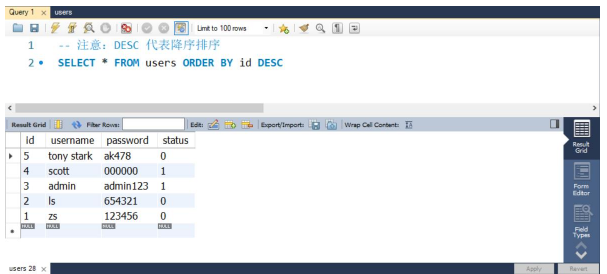 Query 1
users
Limit to 100 rows
1 -- 注意：DESC 代表降序排序
2 SELECT * FROM users ORDER BY id DESC
Result Grid Filter Rows: Edit: Export/Import: Wrap Cell Content:
id username password status
5 tony stark ak478 0
4 scott 000000 1
3 admin admin123 1
2 ls 654321 0
1 zs 123456 0
NULL NULL NULL NULL
Result Grid
Form Editor
Field Types
users 28
Apply Revert